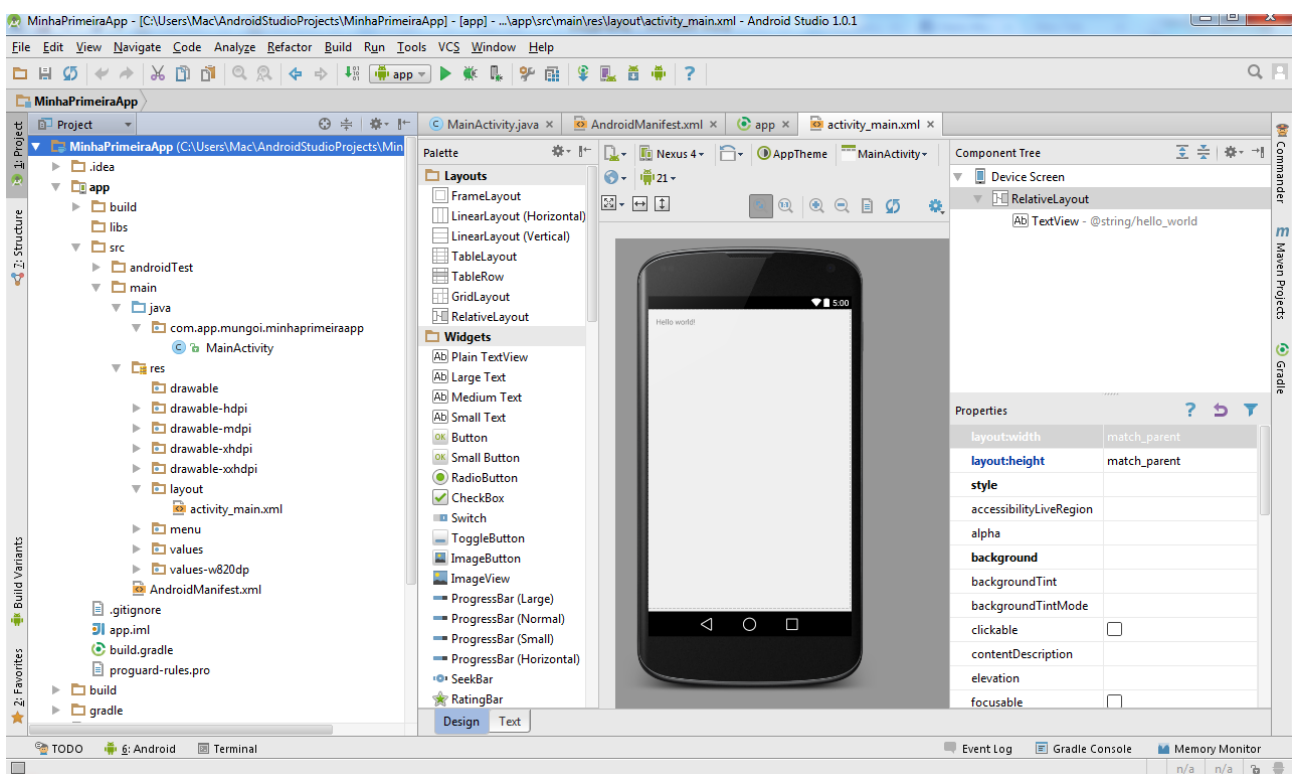 MinhaPrimeiraApp - [C:\Users\Mac\AndroidStudioProjects\MinhaPrimeiraApp] - [app] - ...\app\src\main\res\layout\activity_main.xml - Android Studio 1.0.1
File Edit View Navigate Code Analyze Refactor Build Run Tools VCS Window Help
app
MinhaPrimeiraApp
1: Project
7: Structure
Build Variants
2: Favorites
Project
MinhaPrimeiraApp (C:\Users\Mac\AndroidStudioProjects\Min
.idea
app
build
libs
src
androidTest
main
java
com.app.mungoi.minhaprimeiraapp
MainActivity
res
drawable
drawable-hdpi
drawable-mdpi
drawable-xhdpi
drawable-xxhdpi
layout
activity_main.xml
menu
values
values-w820dp
AndroidManifest.xml
.gitignore
app.iml
build.gradle
proguard-rules.pro
build
gradle
MainActivity.java AndroidManifest.xml app activity_main.xml
Palette
Layouts
FrameLayout
LinearLayout (Horizontal)
LinearLayout (Vertical)
TableLayout
TableRow
GridLayout
RelativeLayout
Widgets
Ab Plain TextView
Ab Large Text
Ab Medium Text
Ab Small Text
OK Button
OK Small Button
RadioButton
CheckBox
Switch
ToggleButton
ImageButton
ImageView
ProgressBar (Large)
ProgressBar (Normal)
ProgressBar (Small)
ProgressBar (Horizontal)
SeekBar
RatingBar
Design Text
Nexus 4 AppTheme MainActivity
21
5:00
Hello world!
Component Tree
Device Screen
RelativeLayout
Ab TextView - @string/hello_world
Properties
layout:width match_parent
layout:height match_parent
style
accessibilityLiveRegion
alpha
background
backgroundTint
backgroundTintMode
clickable
contentDescription
elevation
focusable
Commander
m Maven Projects
Gradle
TODO 6: Android Terminal Event Log Gradle Console Memory Monitor
n/a n/a